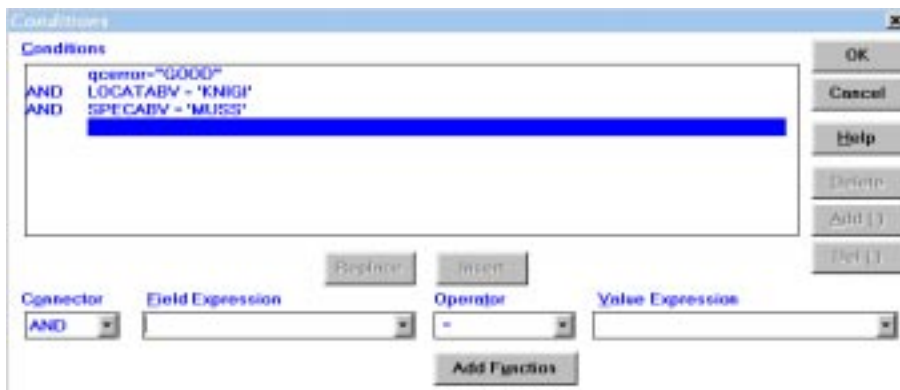 Conditions
Conditions
qcerror="GOOD"
AND LOCATABV = 'KNIGI'
AND SPECABV = 'MUSS'
OK
Cancel
Help
Delete
Add ( )
Del ( )
Replace
Insert
Connector Field Expression Operator Value Expression
AND =
Add Function